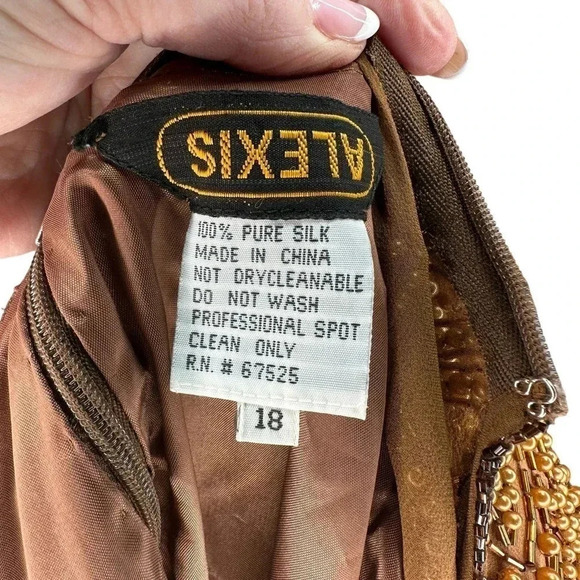 ALEXIS
100% PURE SILK
MADE IN CHINA
NOT DRYCLEANABLE
DO NOT WASH
PROFESSIONAL SPOT
CLEAN ONLY
R.N. # 67525
18